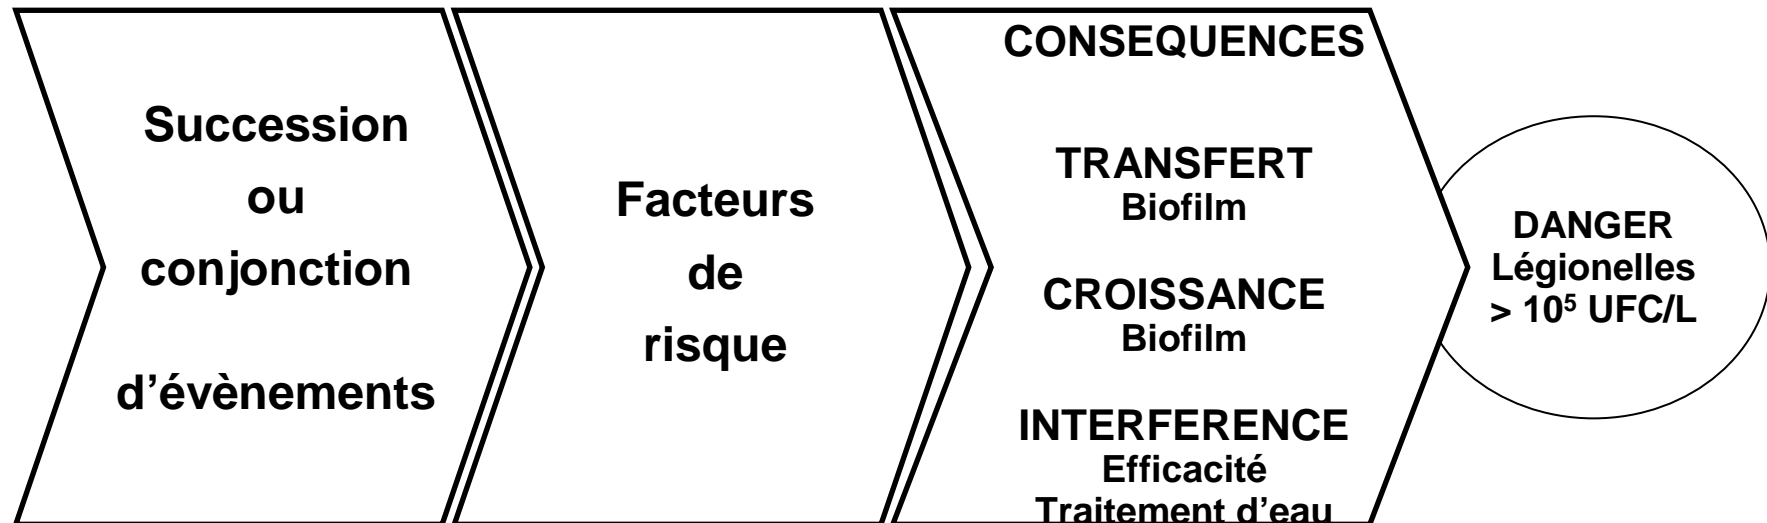 Succession
ou
conjonction
d’évènements
Facteurs
de
risque
CONSEQUENCES
TRANSFERT
Biofilm
CROISSANCE
Biofilm
INTERFERENCE
Efficacité
Traitement d’eau
DANGER
Légionelles
> 10⁵ UFC/L